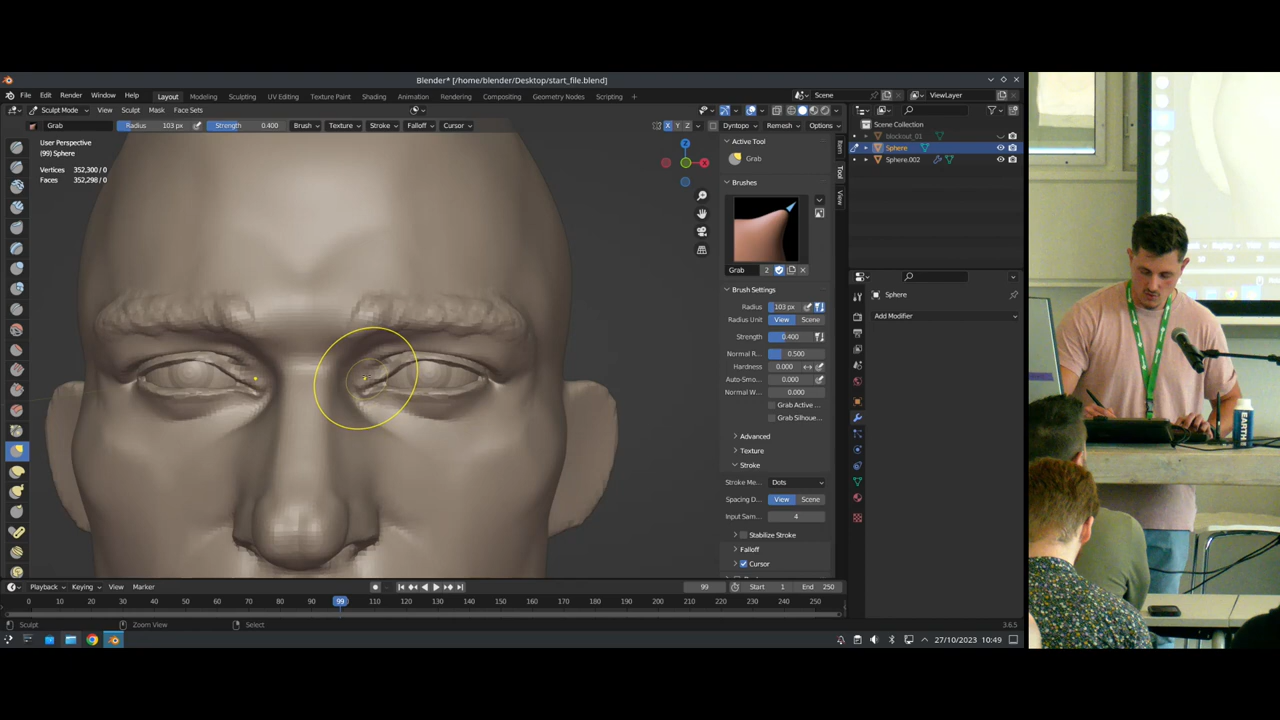 Blender* [/home/blender/Desktop/start_file.blend]
File Edit Render Window Help Layout Modeling Sculpting UV Editing Texture Paint Shading Animation Rendering Compositing Geometry Nodes Scripting + Scene ViewLayer
Sculpt Mode View Sculpt Mask Face Sets
Grab Radius 103 px Strength 0.400 Brush Texture Stroke Falloff Cursor X Y Z Dyntopo Remesh Options
User Perspective
(99) Sphere
Vertices 352,300 / 0
Faces 352,298 / 0
Z
X
Active Tool
Grab
Brushes
Grab 2
Brush Settings
Radius 103 px
Radius Unit View Scene
Strength 0.400
Normal R... 0.500
Hardness 0.000
Auto-Smo... 0.000
Normal W... 0.000
Grab Active ...
Grab Silhoue...
Advanced
Texture
Stroke
Stroke Me... Dots
Spacing D... View Scene
Input Sam... 4
Stabilize Stroke
Falloff
Cursor
Item
Tool
View
Scene Collection
blockout_01
Sphere
Sphere.002
Sphere
Add Modifier
Playback Keying View Marker 99 Start 1 End 250
0 10 20 30 40 50 60 70 80 90 99 110 120 130 140 150 160 170 180 190 200 210 220 230 240 250
Sculpt Zoom View Select 3.6.5
27/10/2023 10:49
EARTH